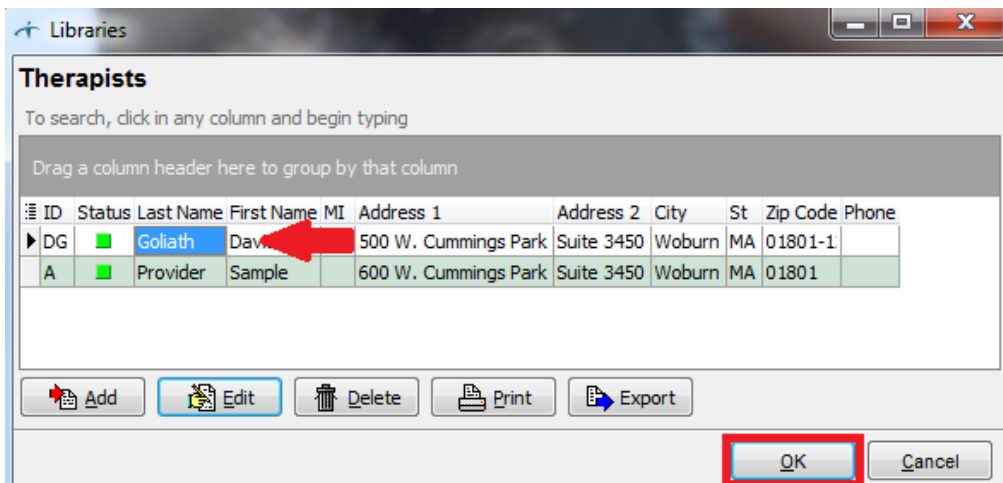 Libraries
Therapists
To search, click in any column and begin typing
Drag a column header here to group by that column
ID Status Last Name First Name MI Address 1 Address 2 City St Zip Code Phone
DG Goliath 500 W. Cummings Park Suite 3450 Woburn MA 01801-1
A Provider Sample 600 W. Cummings Park Suite 3450 Woburn MA 01801
Add Edit Delete Print Export
OK Cancel